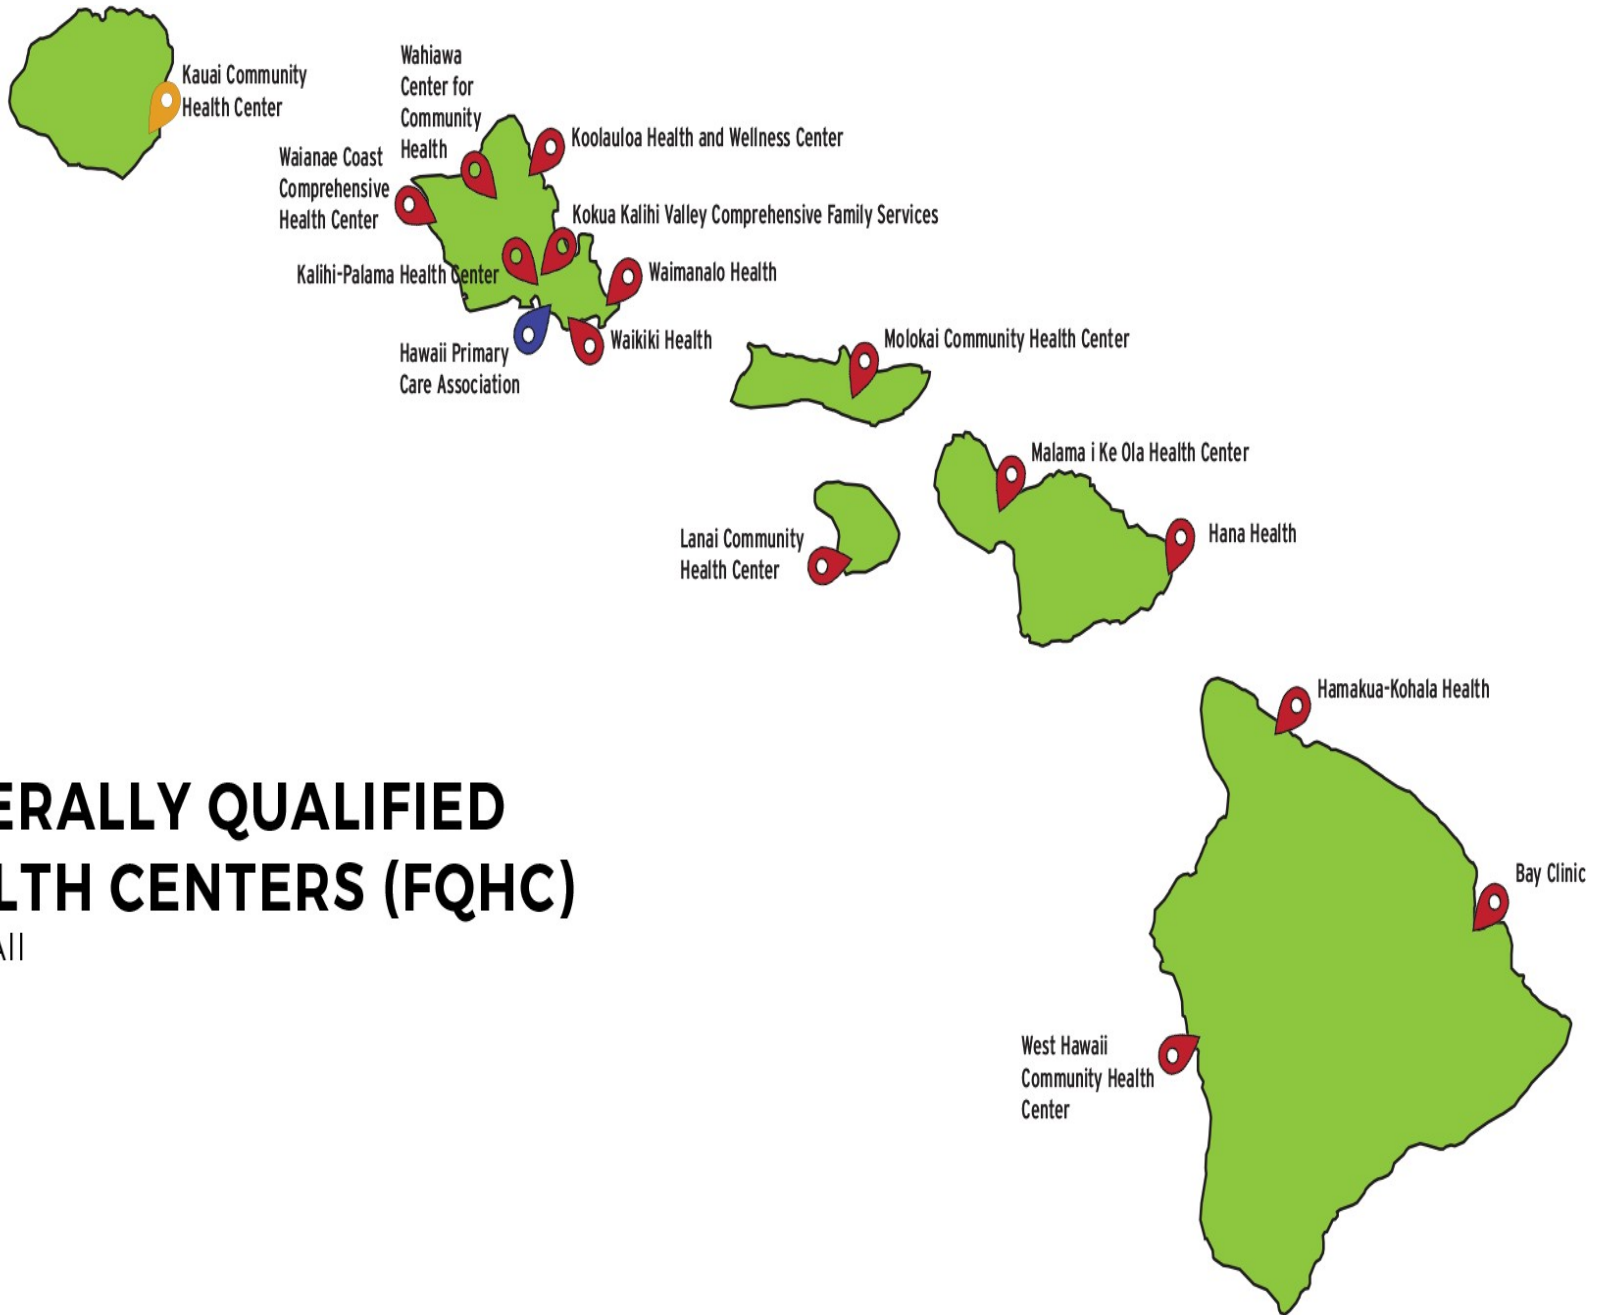 Kauai Community
Health Center
Wahiawa
Center for
Community
Health
Koolauloa Health and Wellness Center
Waianae Coast
Comprehensive
Health Center
Kokua Kalihi Valley Comprehensive Family Services
Kalihi-Palama Health Center
Waimanalo Health
Hawaii Primary
Care Association
Waikiki Health
Molokai Community Health Center
Malama i Ke Ola Health Center
Lanai Community
Health Center
Hana Health
Hamakua-Kohala Health
ERALLY QUALIFIED
LTH CENTERS (FQHC)
AII
Bay Clinic
West Hawaii
Community Health
Center